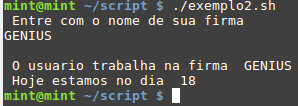 mint@mint ~/script $ ./exemplo2.sh
Entre com o nome de sua firma
GENIUS
O usuario trabalha na firma  GENIUS
Hoje estamos no dia  18
mint@mint ~/script $